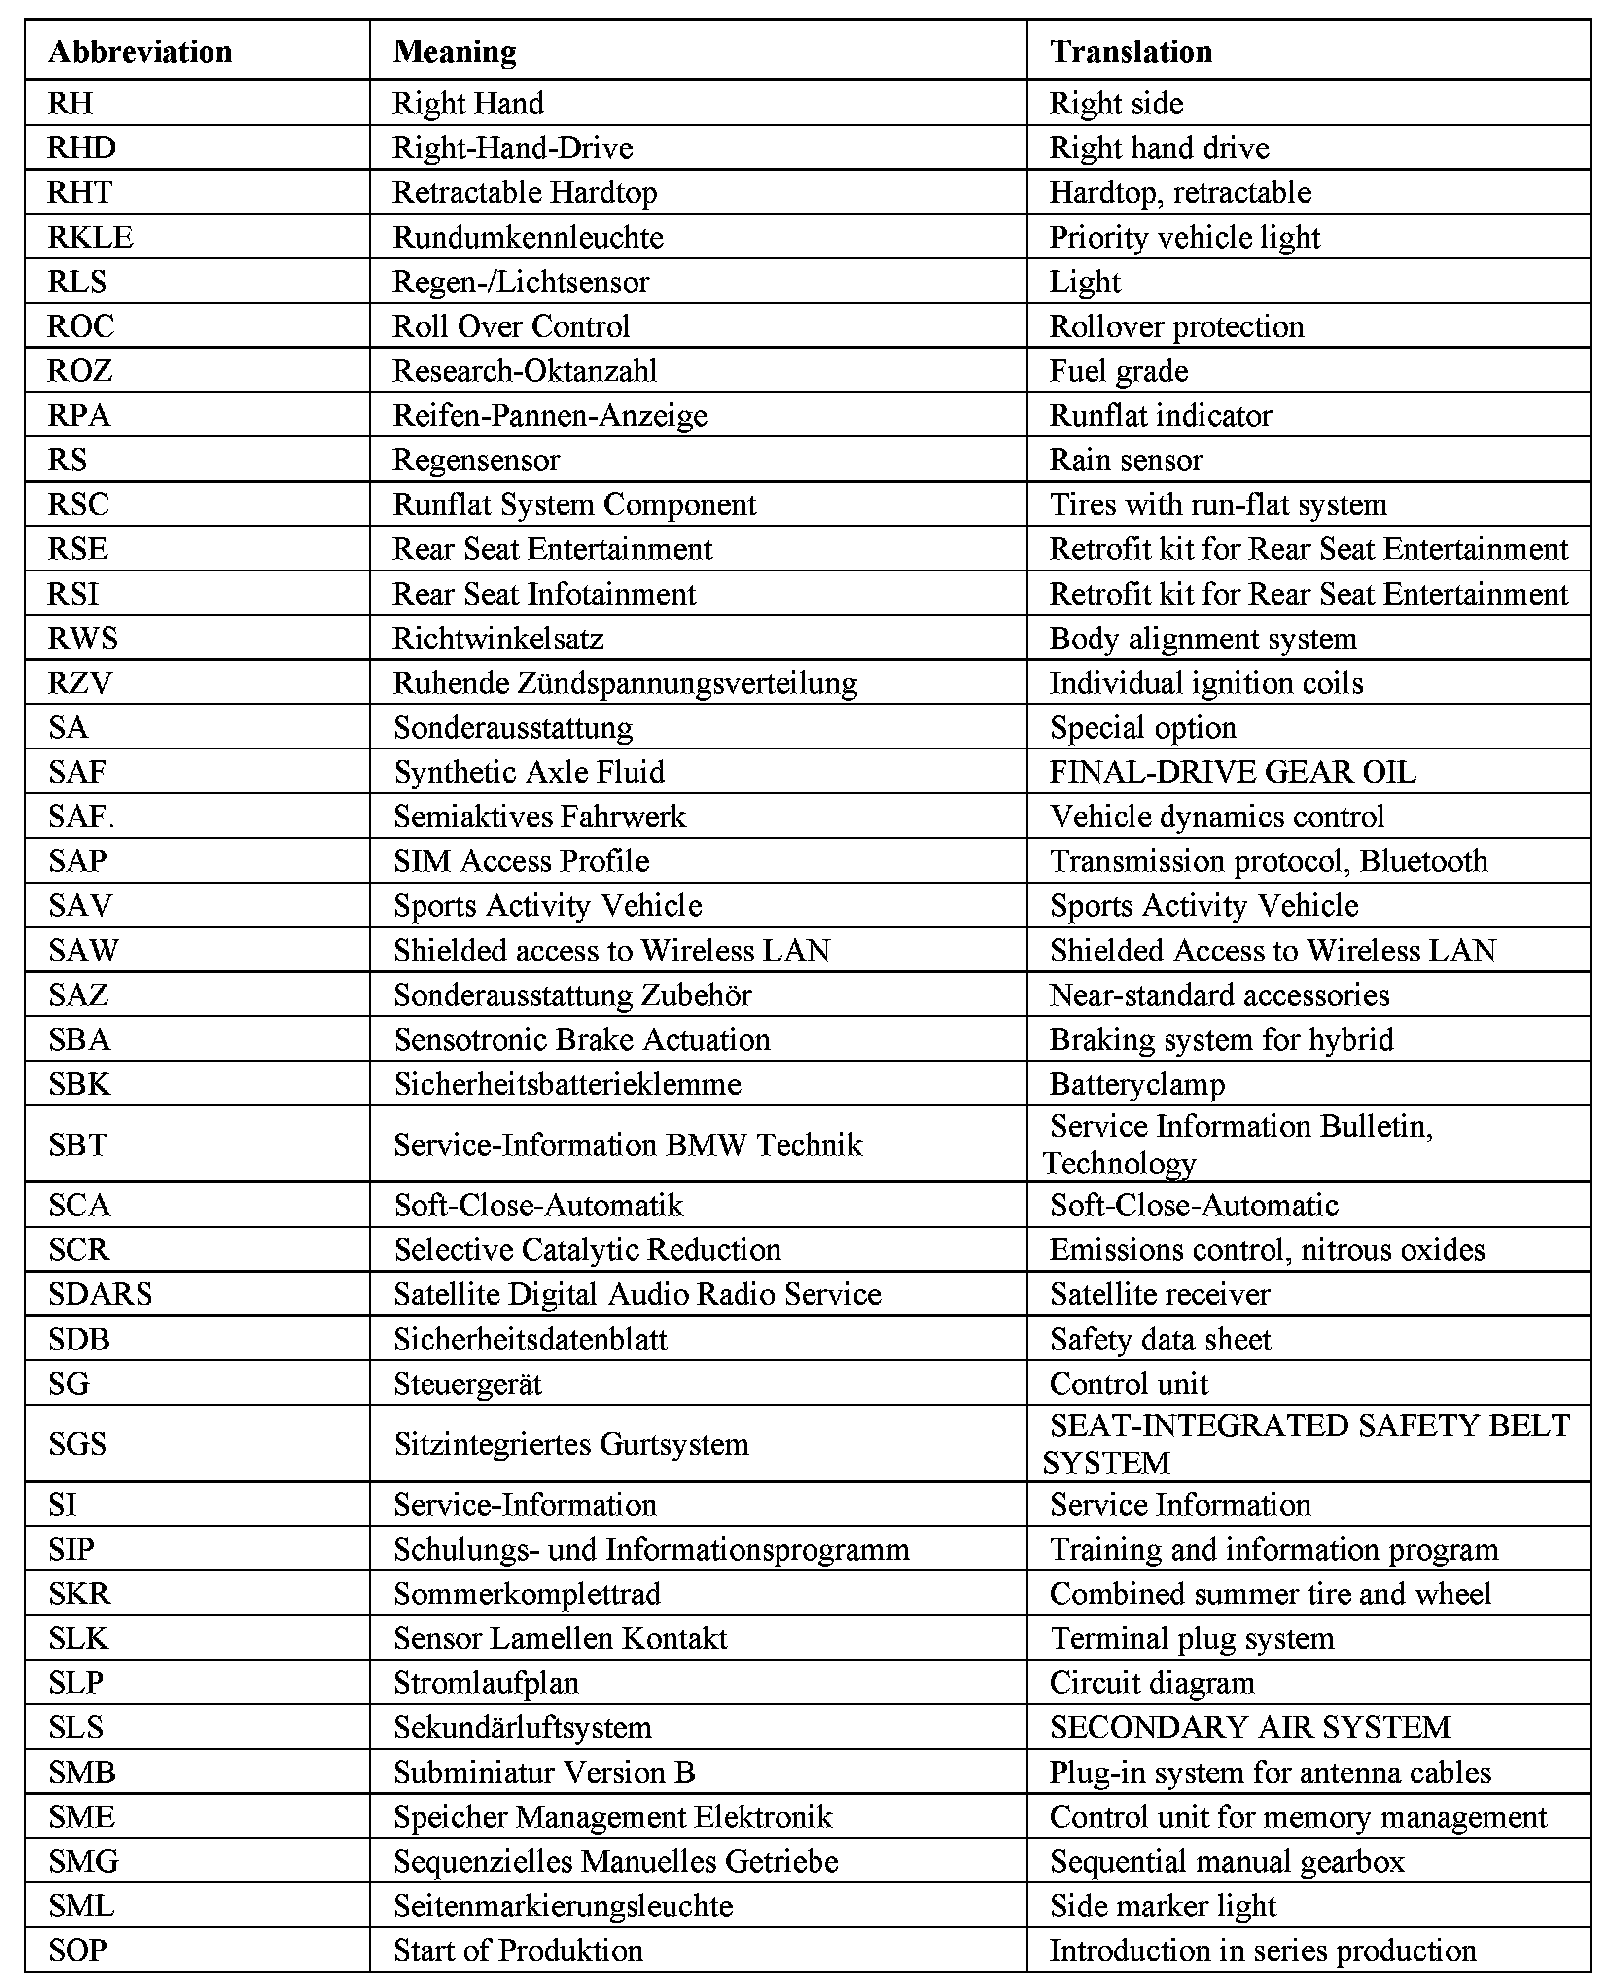 Abbreviation Meaning Translation
RH Right Hand Right side
RHD Right-Hand-Drive Right hand drive
RHT Retractable Hardtop Hardtop, retractable
RKLE Rundumkennleuchte Priority vehicle light
RLS Regen-/Lichtsensor Light
ROC Roll Over Control Rollover protection
ROZ Research-Oktanzahl Fuel grade
RPA Reifen-Pannen-Anzeige Runflat indicator
RS Regensensor Rain sensor
RSC Runflat System Component Tires with run-flat system
RSE Rear Seat Entertainment Retrofit kit for Rear Seat Entertainment
RSI Rear Seat Infotainment Retrofit kit for Rear Seat Entertainment
RWS Richtwinkelsatz Body alignment system
RZV Ruhende Zündspannungsverteilung Individual ignition coils
SA Sonderausstattung Special option
SAF Synthetic Axle Fluid FINAL-DRIVE GEAR OIL
SAF. Semiaktives Fahrwerk Vehicle dynamics control
SAP SIM Access Profile Transmission protocol, Bluetooth
SAV Sports Activity Vehicle Sports Activity Vehicle
SAW Shielded access to Wireless LAN Shielded Access to Wireless LAN
SAZ Sonderausstattung Zubehör Near-standard accessories
SBA Sensotronic Brake Actuation Braking system for hybrid
SBK Sicherheitsbatterieklemme Batteryclamp
SBT Service-Information BMW Technik Service Information Bulletin,
Technology
SCA Soft-Close-Automatik Soft-Close-Automatic
SCR Selective Catalytic Reduction Emissions control, nitrous oxides
SDARS Satellite Digital Audio Radio Service Satellite receiver
SDB Sicherheitsdatenblatt Safety data sheet
SG Steuergerät Control unit
SGS Sitzintegriertes Gurtsystem SEAT-INTEGRATED SAFETY BELT
SYSTEM
SI Service-Information Service Information
SIP Schulungs- und Informationsprogramm Training and information program
SKR Sommerkomplettrad Combined summer tire and wheel
SLK Sensor Lamellen Kontakt Terminal plug system
SLP Stromlaufplan Circuit diagram
SLS Sekundärluftsystem SECONDARY AIR SYSTEM
SMB Subminiatur Version B Plug-in system for antenna cables
SME Speicher Management Elektronik Control unit for memory management
SMG Sequenzielles Manuelles Getriebe Sequential manual gearbox
SML Seitenmarkierungsleuchte Side marker light
SOP Start of Produktion Introduction in series production